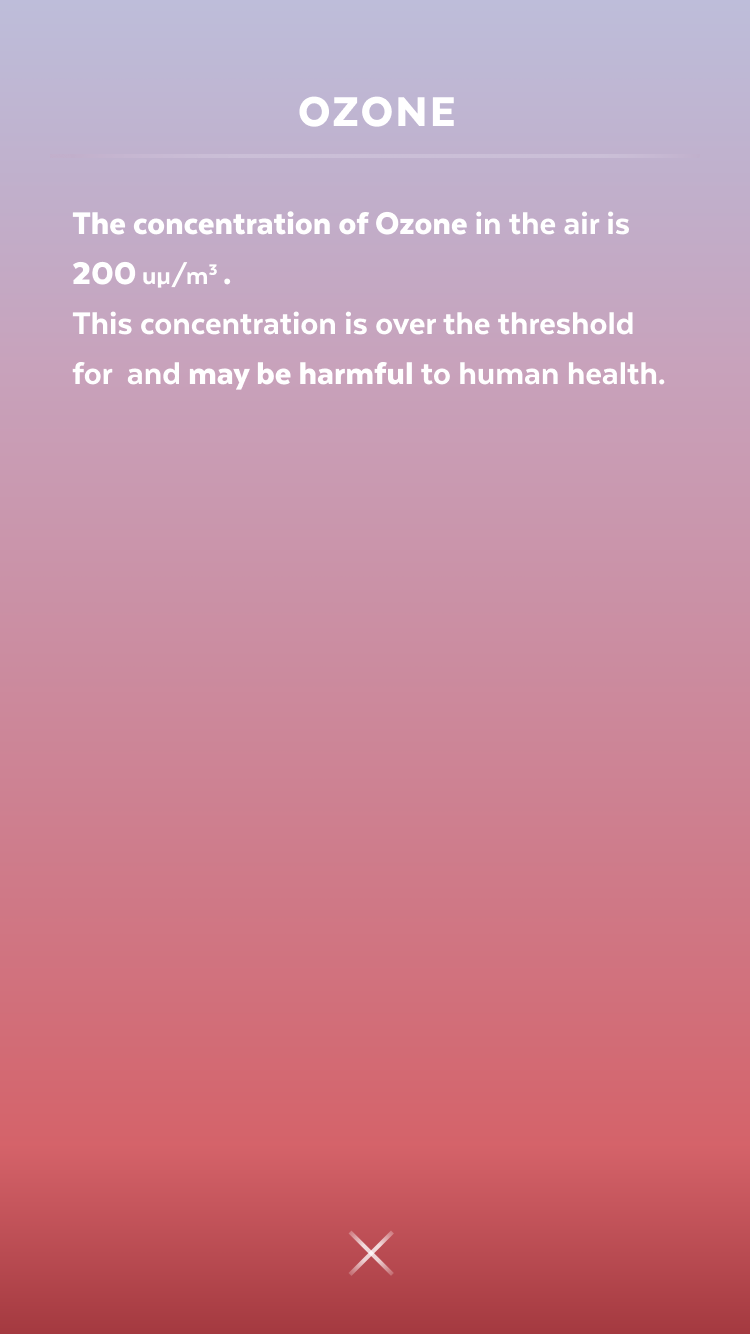 OZONE
The concentration of Ozone in the air is
200 uµ/m³ .
This concentration is over the threshold
for  and may be harmful to human health.